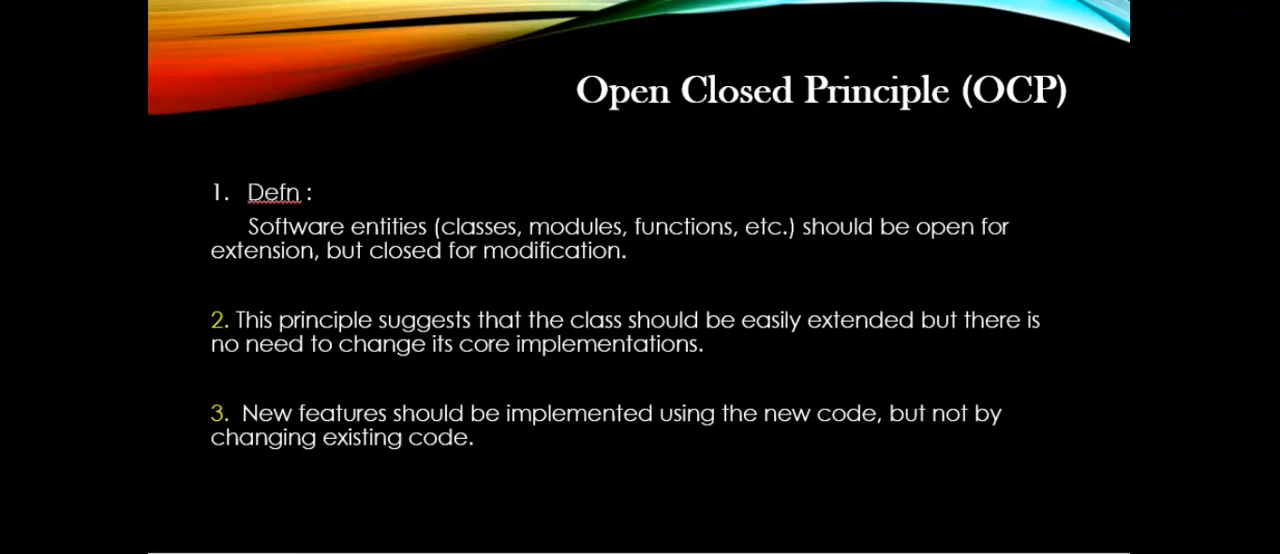 Open Closed Principle (OCP)
1. Defn :
Software entities (classes, modules, functions, etc.) should be open for
extension, but closed for modification.
2. This principle suggests that the class should be easily extended but there is
no need to change its core implementations.
3. New features should be implemented using the new code, but not by
changing existing code.